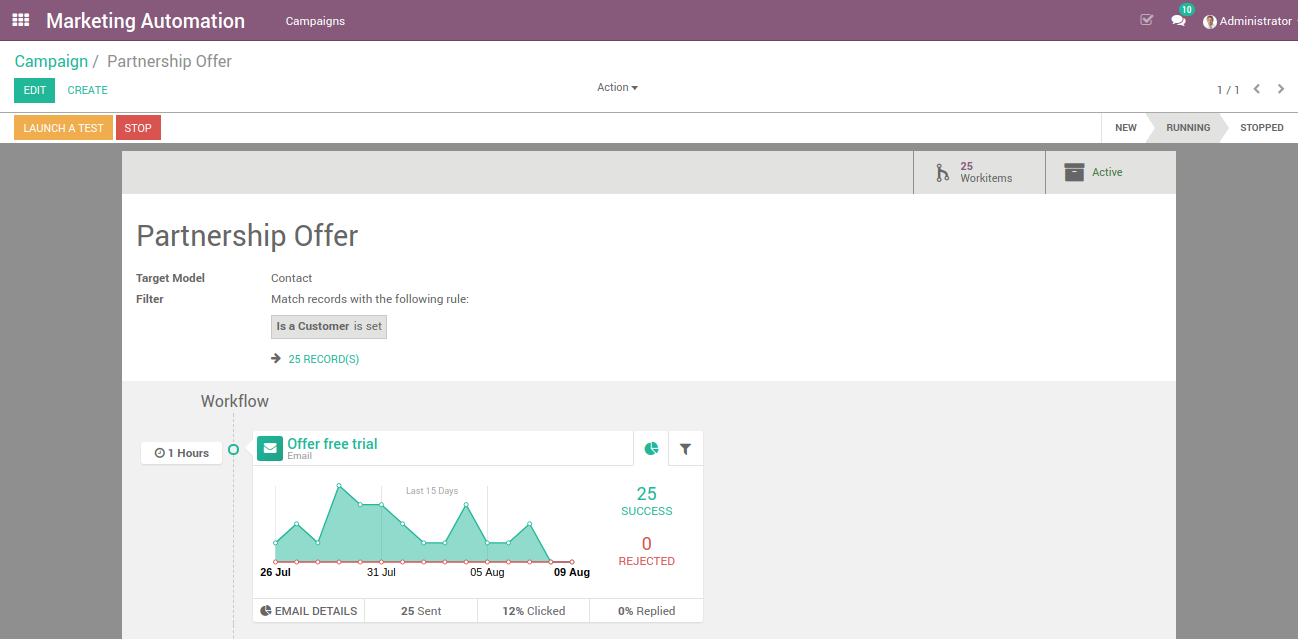 Marketing Automation Campaigns 10 Administrator
Campaign / Partnership Offer
EDIT CREATE Action 1 / 1
LAUNCH A TEST STOP NEW RUNNING STOPPED
25 Workitems Active
Partnership Offer
Target Model Contact
Filter Match records with the following rule:
Is a Customer is set
25 RECORD(S)
Workflow
1 Hours
Offer free trial
Email
Last 15 Days
25
SUCCESS
0
REJECTED
26 Jul 31 Jul 05 Aug 09 Aug
EMAIL DETAILS 25 Sent 12% Clicked 0% Replied